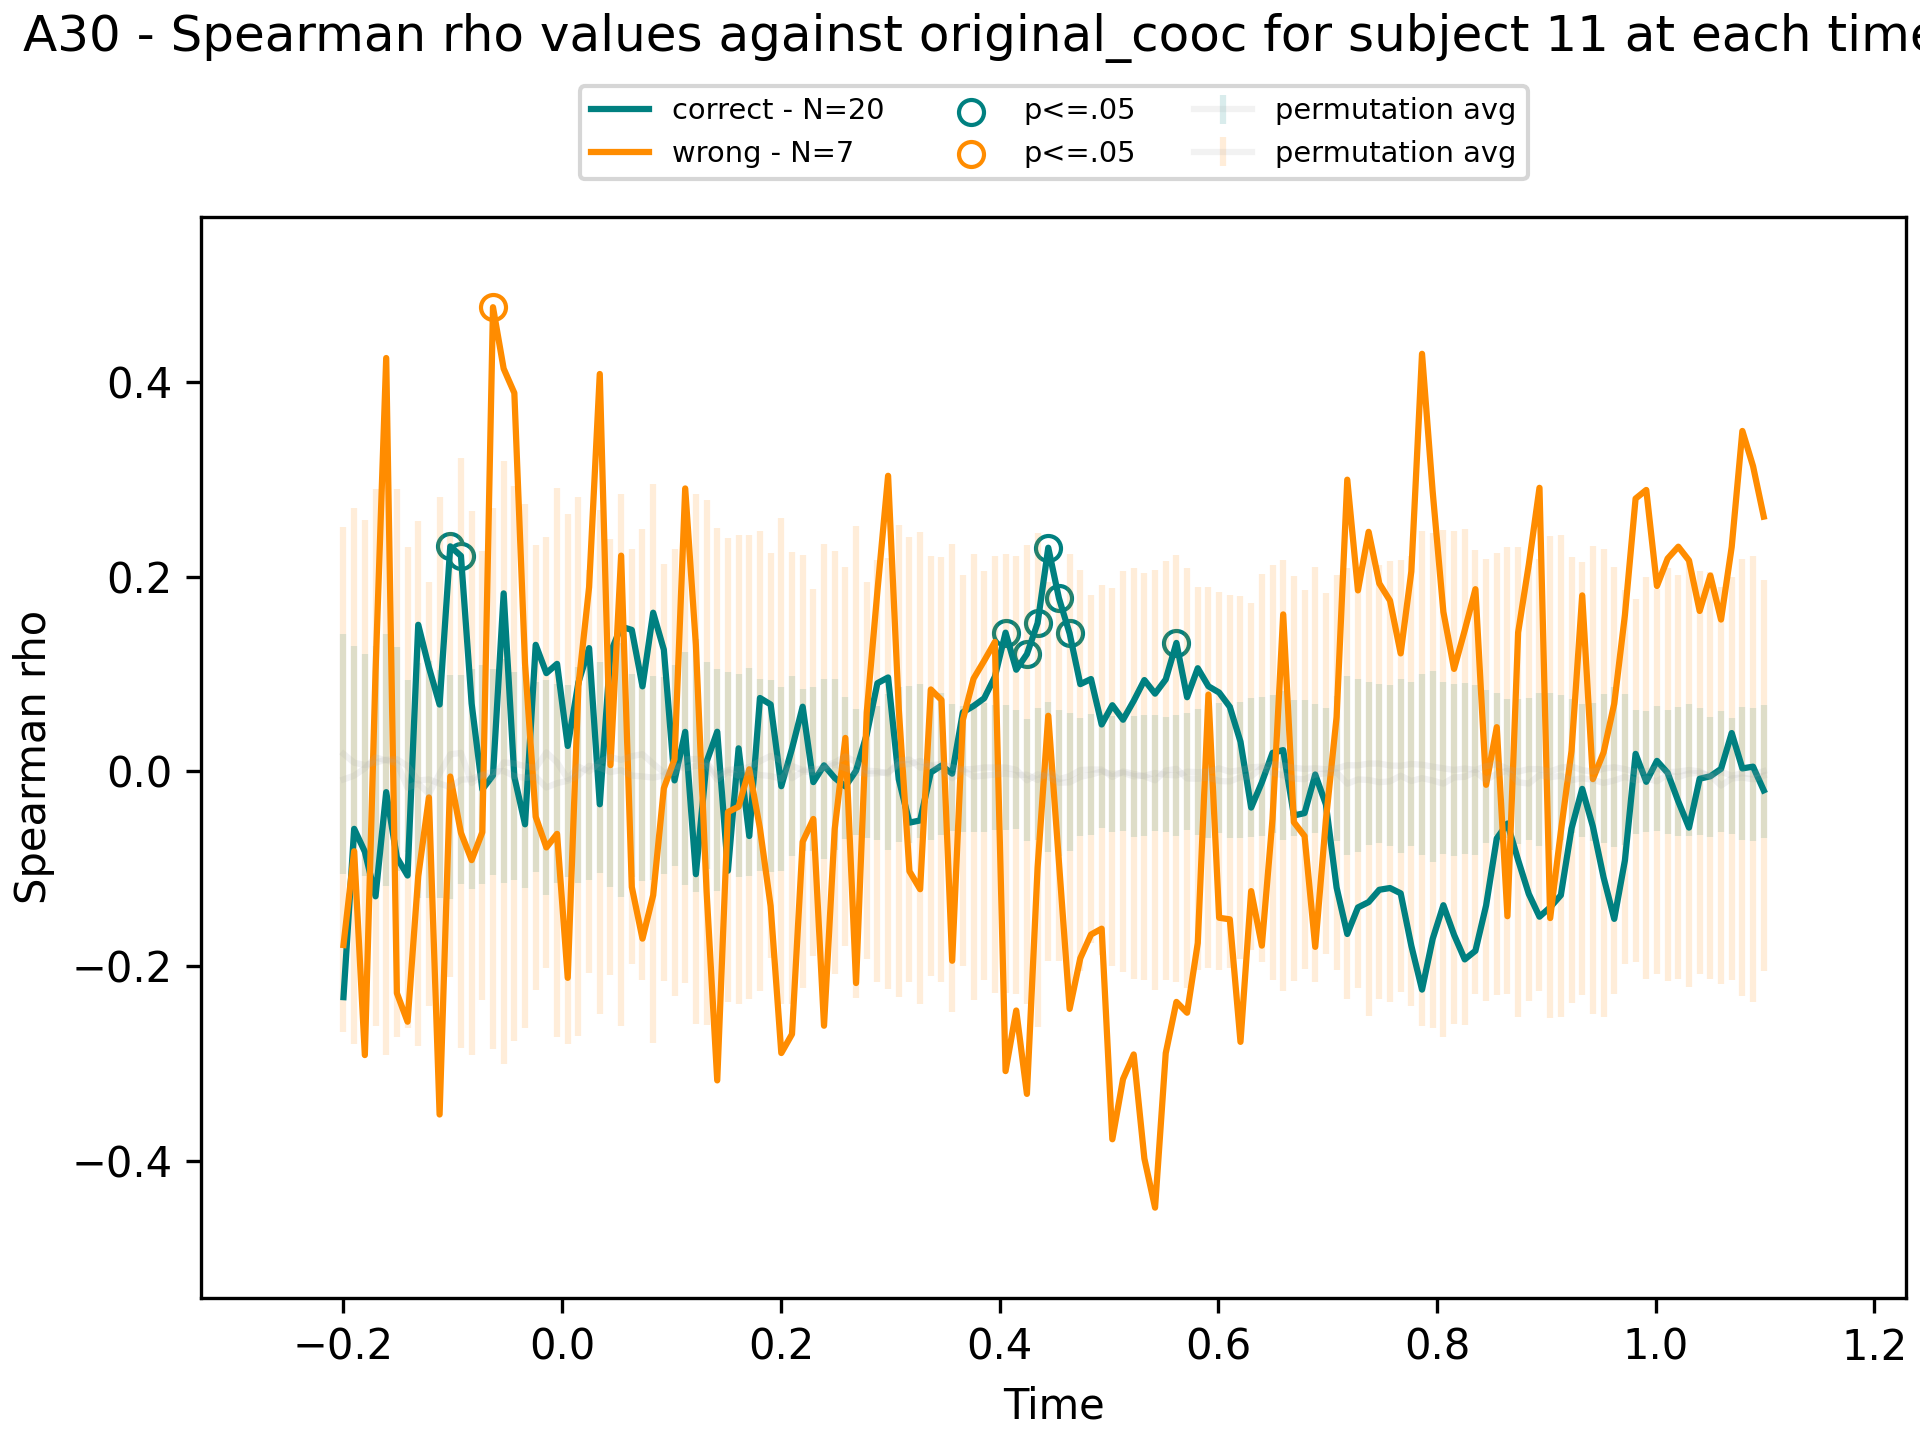 A30 - Spearman rho values against original_cooc for subject 11 at each time
correct - N=20
wrong - N=7
p<=.05
p<=.05
permutation avg
permutation avg
Spearman rho
0.4
0.2
0.0
−0.2
−0.4
−0.2 0.0 0.2 0.4 0.6 0.8 1.0 1.2
Time